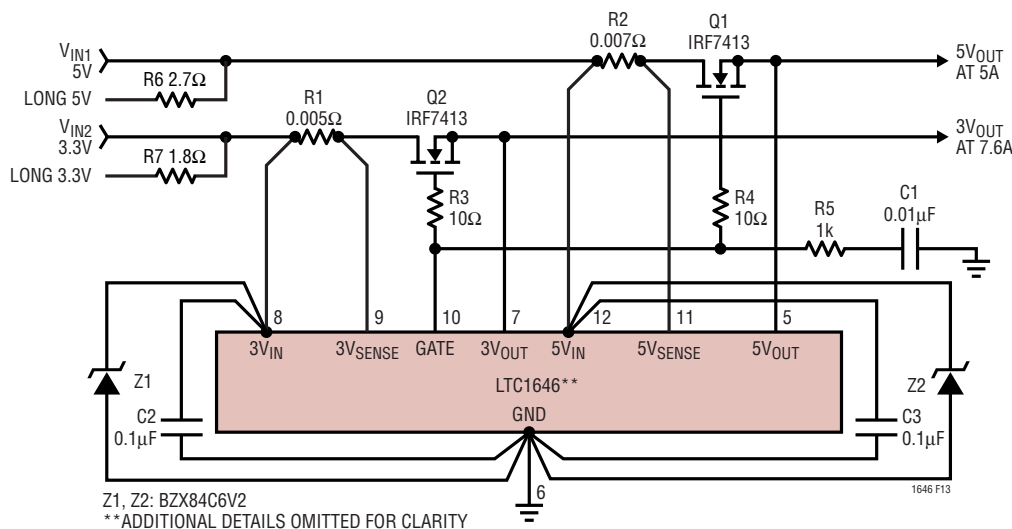 V_IN1
5V
R6 2.7Ω
LONG 5V
V_IN2
3.3V
R7 1.8Ω
LONG 3.3V
R1
0.005Ω
Q2
IRF7413
R2
0.007Ω
Q1
IRF7413
5V_OUT
AT 5A
3V_OUT
AT 7.6A
R3
10Ω
R4
10Ω
R5
1k
C1
0.01µF
8
9
10
7
12
11
5
3V_IN
3V_SENSE
GATE
3V_OUT
5V_IN
5V_SENSE
5V_OUT
LTC1646**
GND
Z1
C2
0.1µF
Z2
C3
0.1µF
6
1646 F13
Z1, Z2: BZX84C6V2
**ADDITIONAL DETAILS OMITTED FOR CLARITY